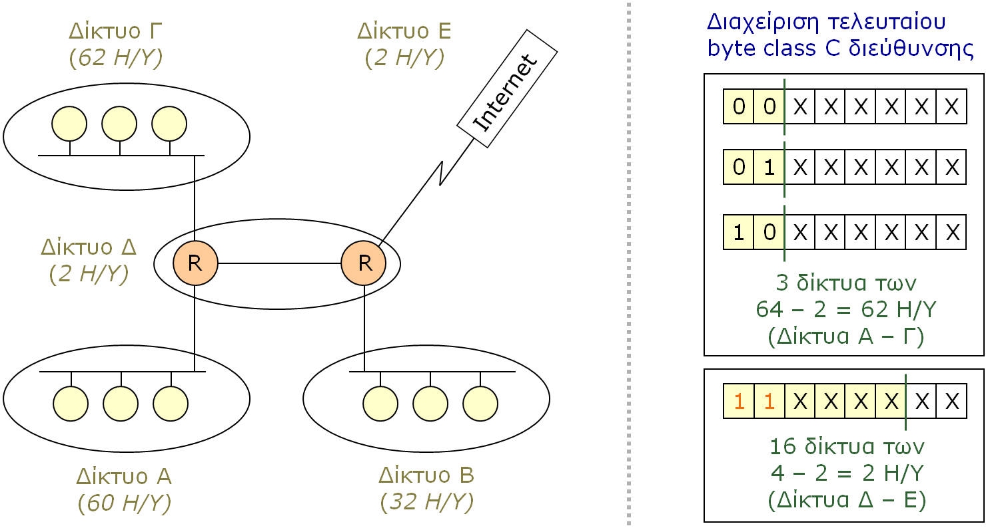 Δίκτυο Γ
(62 Η/Υ)
Δίκτυο Ε
(2 Η/Υ)
Internet
Δίκτυο Δ
(2 Η/Υ)
R
R
Δίκτυο Α
(60 Η/Υ)
Δίκτυο Β
(32 Η/Υ)
Διαχείριση τελευταίου
byte class C διεύθυνσης
0 0 X X X X X X
0 1 X X X X X X
1 0 X X X X X X
3 δίκτυα των
64 – 2 = 62 Η/Υ
(Δίκτυα Α – Γ)
1 1 X X X X X X
16 δίκτυα των
4 – 2 = 2 Η/Υ
(Δίκτυα Δ – Ε)